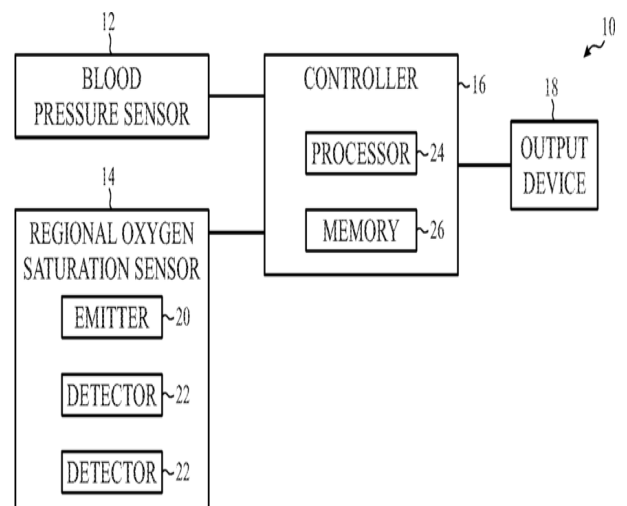 10
12
BLOOD
PRESSURE SENSOR
CONTROLLER
16
PROCESSOR 24
MEMORY 26
18
OUTPUT
DEVICE
14
REGIONAL OXYGEN
SATURATION SENSOR
EMITTER 20
DETECTOR 22
DETECTOR 22